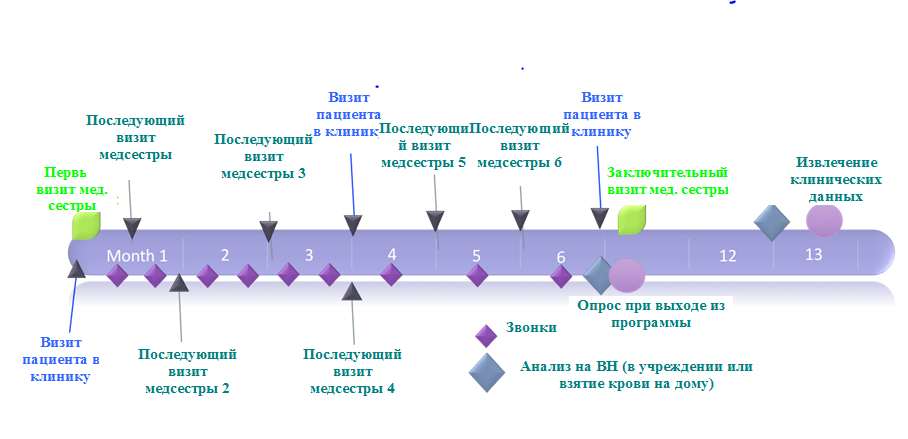 Визит
пациента
в клиник
Визит
пациента в
клинику
Последующий
визит
медсестры
Последующи
й визит
медсестры 5
Последующий
визит
медсестры 6
Последующий
визит
медсестры 3
Первь
визит мед.
сестры
Заключительный
визит мед. сестры
Извлечение
клинических
данных
Month 1
2
3
4
5
6
12
13
Опрос при выходе из
программы
Звонки
Визит
пациента в
клинику
Последующий
визит
медсестры 2
Последующий
визит
медсестры 4
Анализ на ВН (в учреждении или
взятие крови на дому)